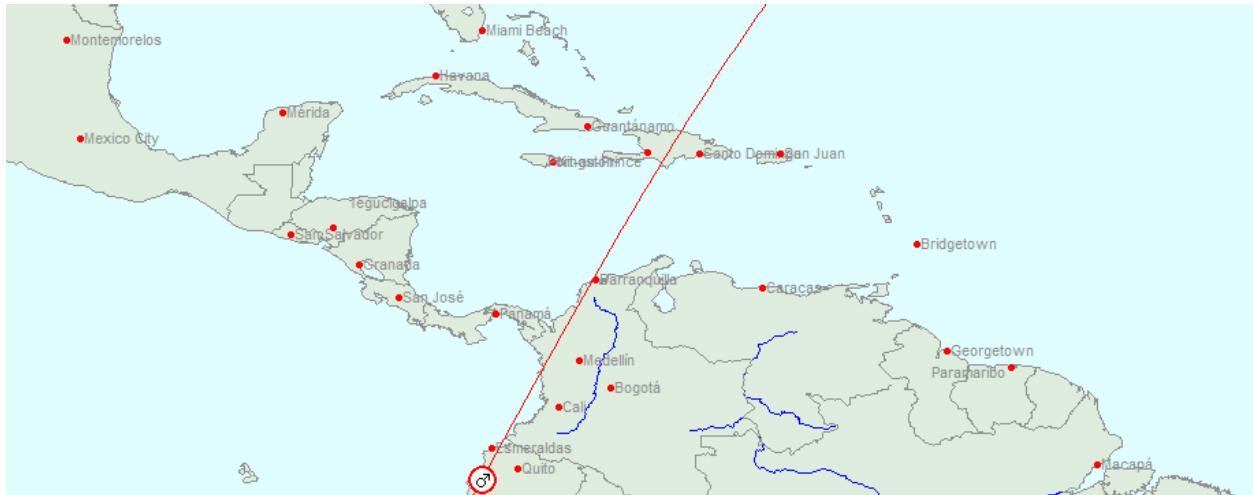 Miami Beach
Montemorelos
Havana
Mérida
Guantánamo
Mexico City
Santo Domingo
San Juan
Tegucigalpa
San Salvador
Bridgetown
Granada
Barranquilla
Caracas
San José
Panamá
Georgetown
Medellín
Paramaribo
Bogotá
Cali
Esmeraldas
Quito
Macapá
♂